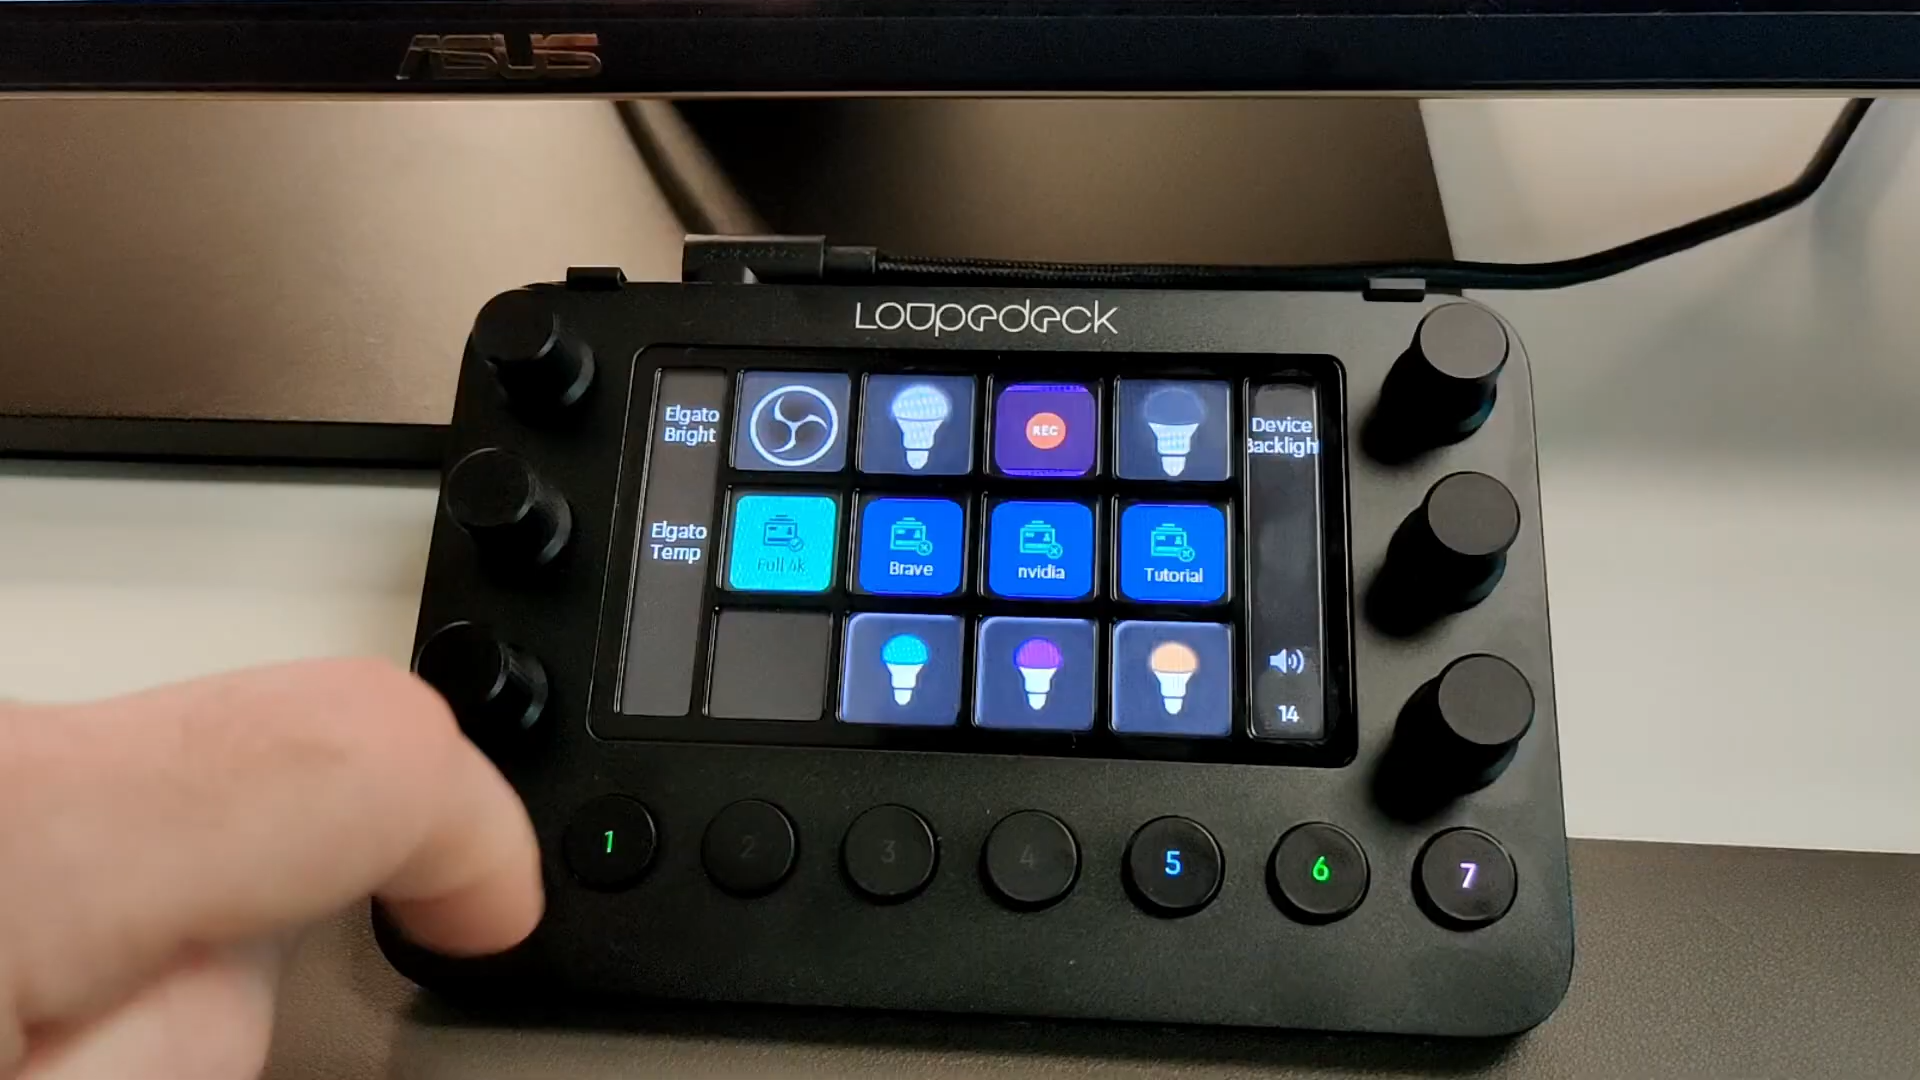 ASUS
Loupedeck
Elgato
Bright
REC
Device
Backligh
Elgato
Temp
Full 4k
Brave
nvidia
Tutorial
14
1
2
3
4
5
6
7